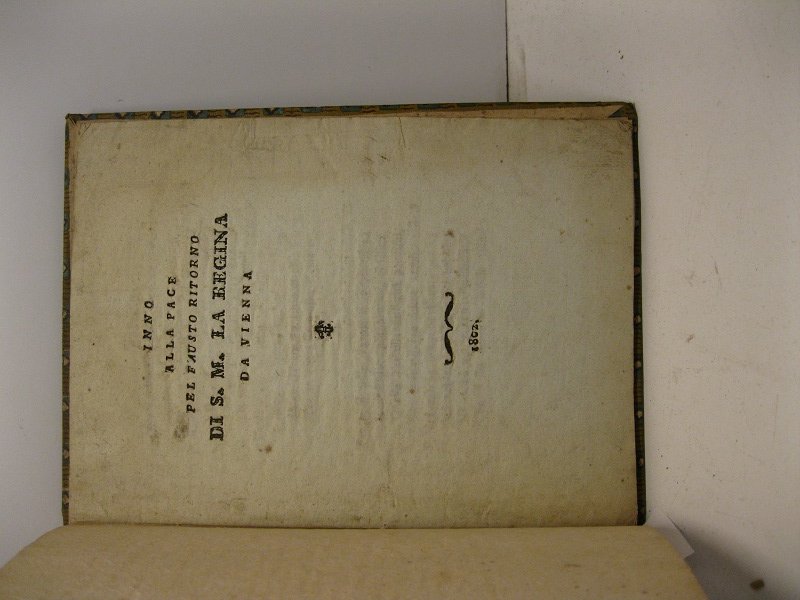 INNO
ALLA PACE
PEL FAUSTO RITORNO
DI S. M. LA REGINA
DA VIENNA
1802.